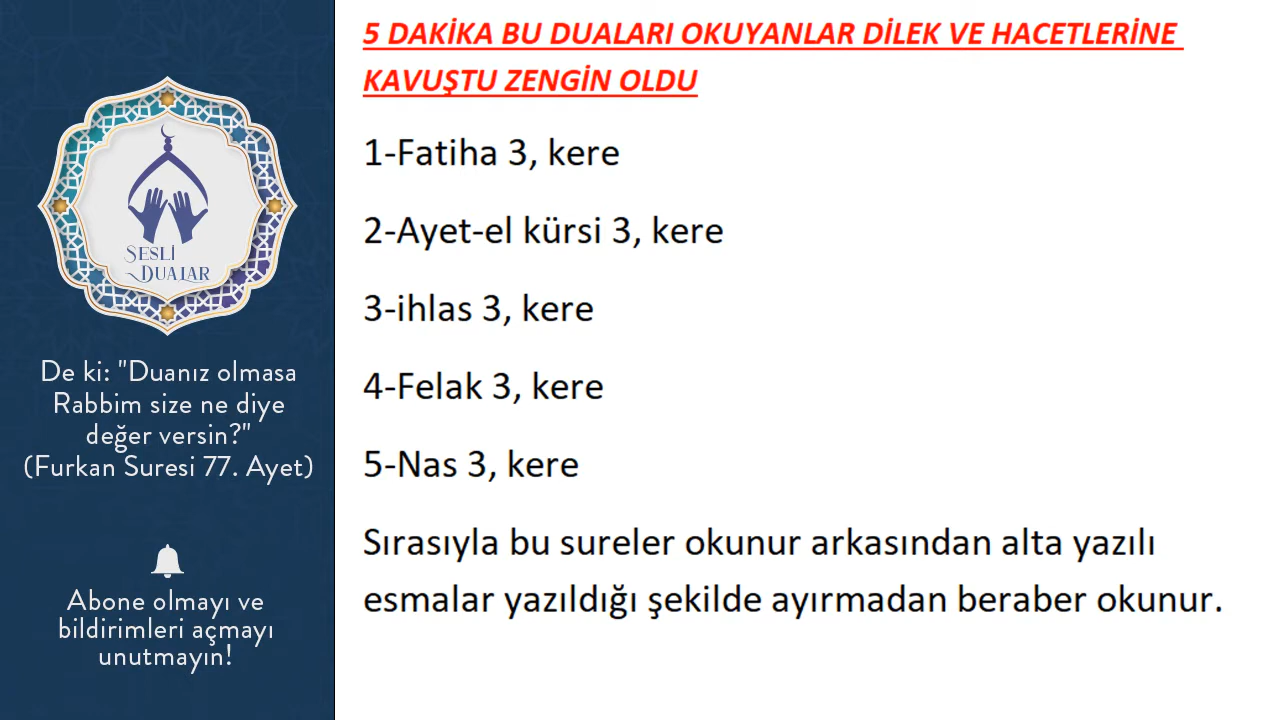 SESLİ
DUALAR
De ki: "Duanız olmasa
Rabbim size ne diye
değer versin?"
(Furkan Suresi 77. Ayet)
Abone olmayı ve
bildirimleri açmayı
unutmayın!
5 DAKİKA BU DUALARI OKUYANLAR DİLEK VE HACETLERİNE
KAVUŞTU ZENGİN OLDU
1-Fatiha 3, kere
2-Ayet-el kürsi 3, kere
3-ihlas 3, kere
4-Felak 3, kere
5-Nas 3, kere
Sırasıyla bu sureler okunur arkasından alta yazılı
esmalar yazıldığı şekilde ayırmadan beraber okunur.